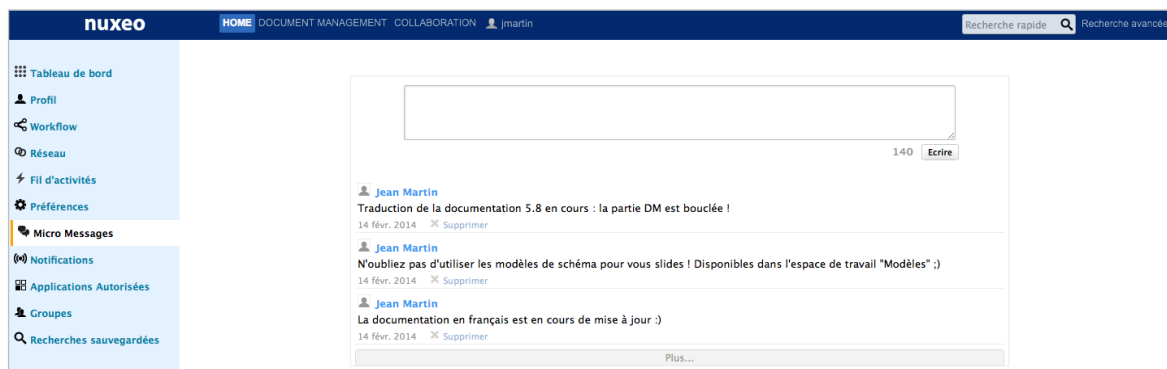 nuxeo
HOME DOCUMENT MANAGEMENT COLLABORATION jmartin
Recherche rapide Recherche avancée
Tableau de bord
Profil
Workflow
Réseau
Fil d'activités
Préférences
Micro Messages
Notifications
Applications Autorisées
Groupes
Recherches sauvegardées
140 Ecrire
Jean Martin
Traduction de la documentation 5.8 en cours : la partie DM est bouclée !
14 févr. 2014 Supprimer
Jean Martin
N'oubliez pas d'utiliser les modèles de schéma pour vous slides ! Disponibles dans l'espace de travail "Modèles" ;)
14 févr. 2014 Supprimer
Jean Martin
La documentation en français est en cours de mise à jour :)
14 févr. 2014 Supprimer
Plus...